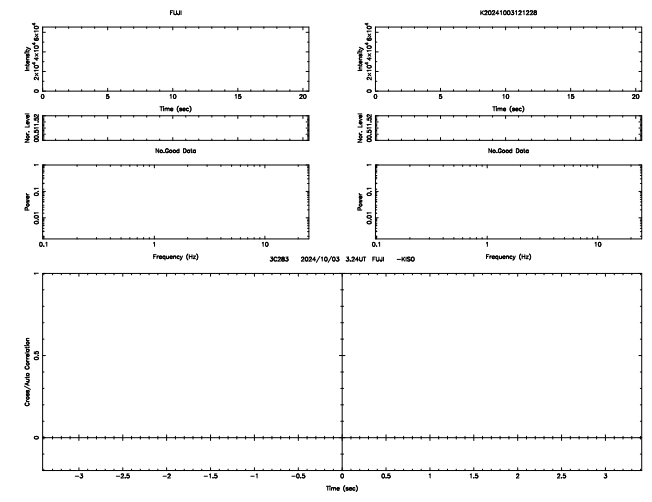 FUJI K20241003121228
Intensity 0 2×10⁴ 4×10⁴ 6×10⁴ Intensity 0 2×10⁴ 4×10⁴ 6×10⁴
0 5 10 15 20 0 5 10 15 20
Time (sec) Time (sec)
Nor. Level 00.511.52 Nor. Level 00.511.52
No.Good Data No.Good Data
Power 0.01 0.1 1 Power 0.01 0.1 1
0.1 1 10 0.1 1 10
Frequency (Hz) Frequency (Hz)
3C283 2024/10/03 3.24UT FUJI -KISO
Cross/Auto Correlation 0 0.5 1
-3 -2.5 -2 -1.5 -1 -0.5 0 0.5 1 1.5 2 2.5 3
Time (sec)